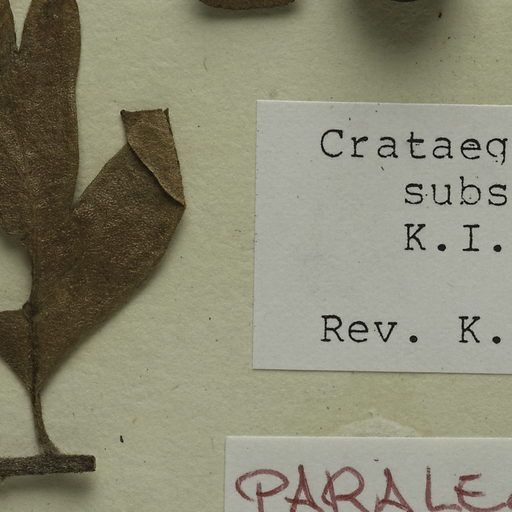 Crataeg
subs
K.I.
Rev. K.
PARALE